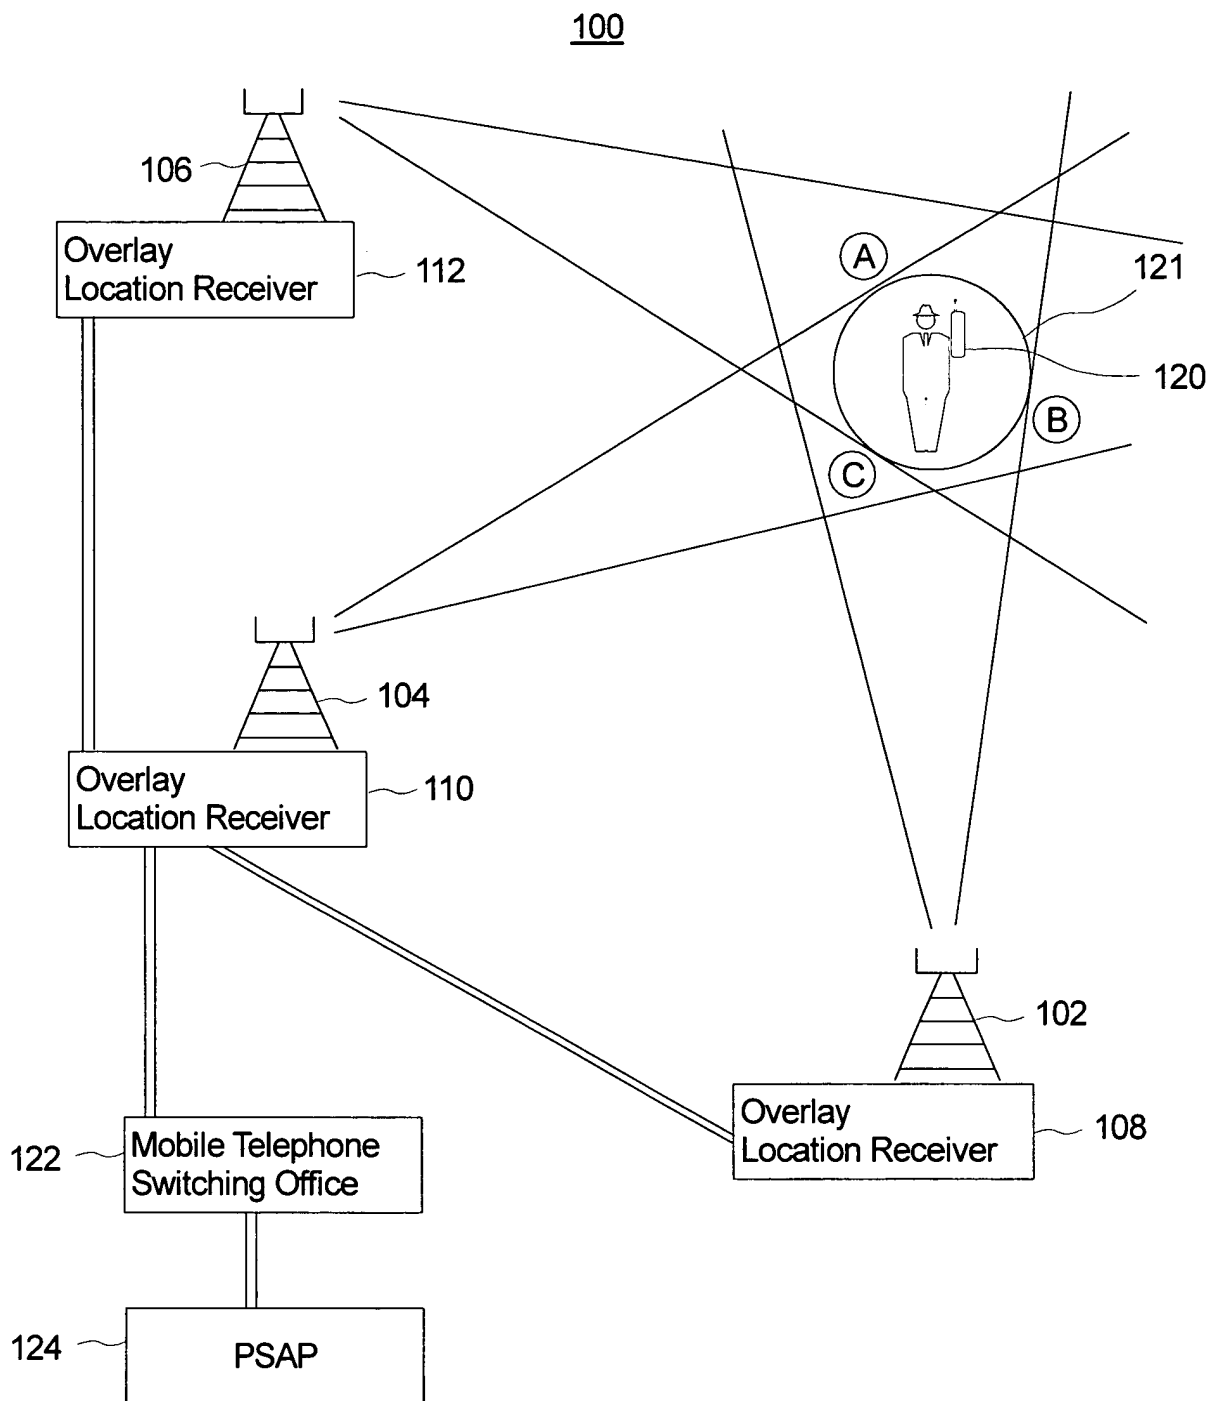 100
106
Overlay
Location Receiver
112
A
121
120
B
C
104
Overlay
Location Receiver
110
102
Overlay
Location Receiver
108
122
Mobile Telephone
Switching Office
124
PSAP